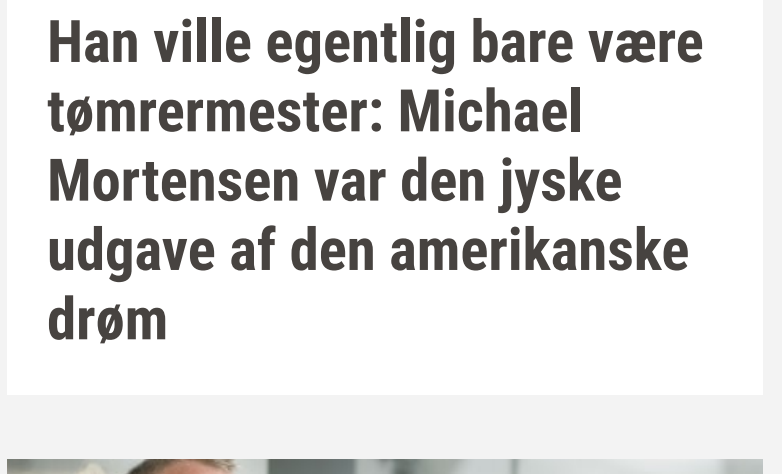 Han ville egentlig bare være
tømrermester: Michael
Mortensen var den jyske
udgave af den amerikanske
drøm